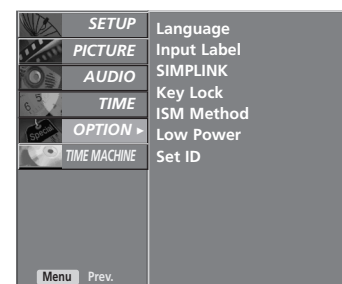 SETUP
PICTURE
AUDIO
TIME
OPTION ►
TIME MACHINE
Language
Input Label
SIMPLINK
Key Lock
ISM Method
Low Power
Set ID
Menu Prev.